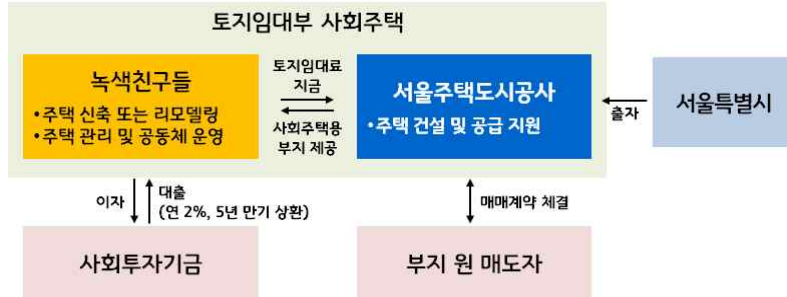 토지임대부 사회주택
녹색친구들
•주택 신축 또는 리모델링
•주택 관리 및 공동체 운영
토지임대료
지급
사회주택용
부지 제공
서울주택도시공사
•주택 건설 및 공급 지원
출자
서울특별시
이자
대출
(연 2%, 5년 만기 상환)
매매계약 체결
사회투자기금
부지 원 매도자